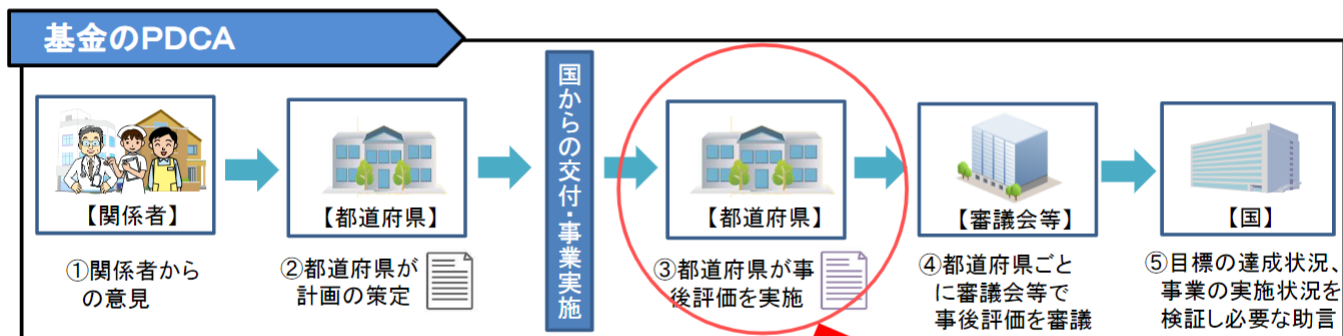 基金のPDCA
【関係者】
①関係者から
の意見
【都道府県】
②都道府県が
計画の策定
国からの交付・事業実施
【都道府県】
③都道府県が事
後評価を実施
【審議会等】
④都道府県ごと
に審議会等で
事後評価を審議
【国】
⑤目標の達成状況、
事業の実施状況を
検証し必要な助言